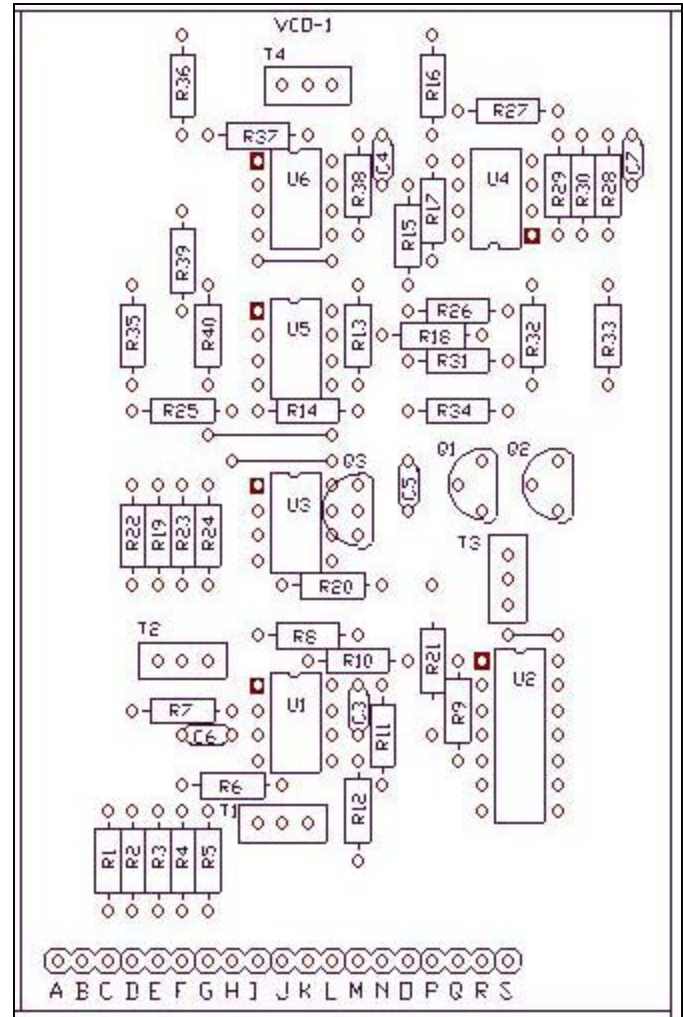 VCO-1
T4
R36
R16
R27
R37
U6
R38
C4
U4
R29
R30
R28
C7
R17
R15
R39
R35
R40
U5
R13
R26
R18
R31
R32
R33
R25
R14
R34
Q3
Q1
Q2
C5
U3
R22
R19
R23
R24
T3
R20
T2
R8
R10
R21
U2
U1
C3
R9
R7
C6
R11
R6
T1
R12
R1
R2
R3
R4
R5
A B C D E F G H I J K L M N O P Q R S